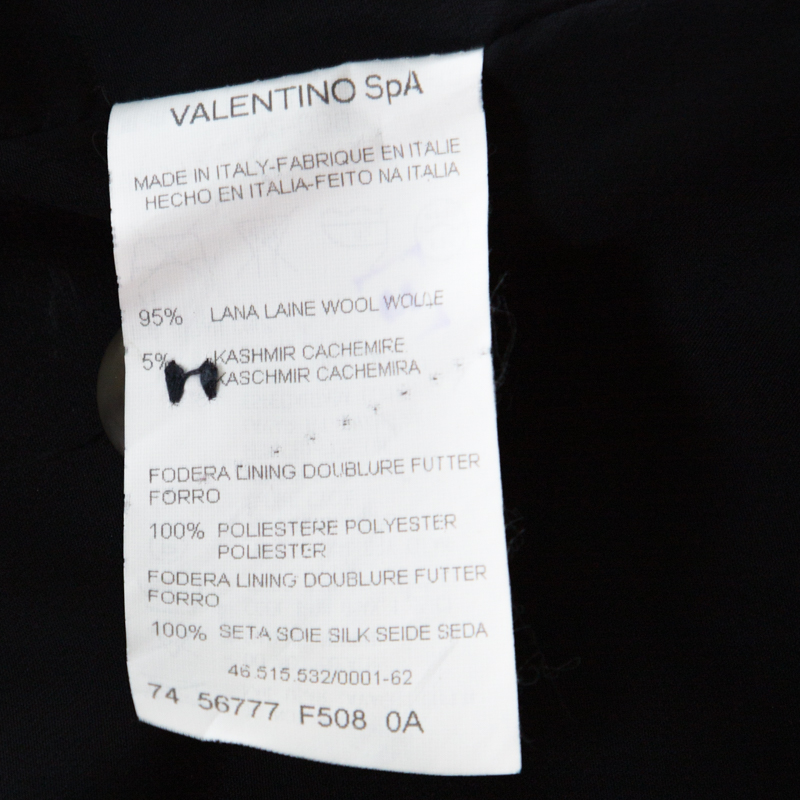 VALENTINO SpA
MADE IN ITALY-FABRIQUE EN ITALIE
HECHO EN ITALIA-FEITO NA ITALIA
95% LANA LAINE WOOL WOLLE
5% KASHMIR CACHEMIRE
KASCHMIR CACHEMIRA
FODERA LINING DOUBLURE FUTTER
FORRO
100% POLIESTERE POLYESTER
POLIESTER
FODERA LINING DOUBLURE FUTTER
FORRO
100% SETA SOIE SILK SEIDE SEDA
46.515.532/0001-62
74 56777 F508 0A